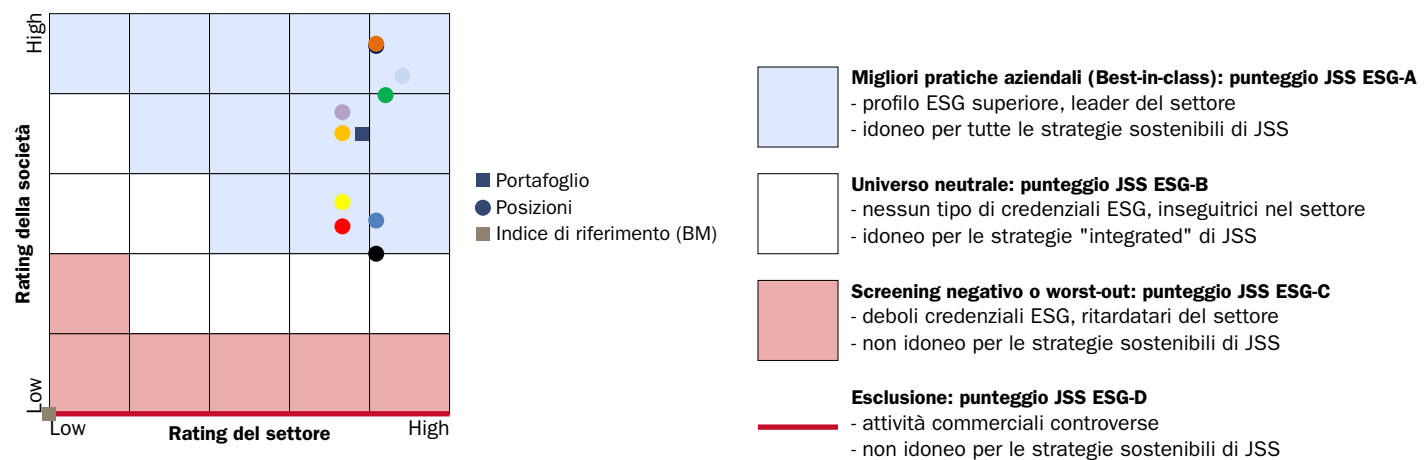 High
Rating della società
Low
Low
Rating del settore
High
Portafoglio
Posizioni
Indice di riferimento (BM)
Migliori pratiche aziendali (Best-in-class): punteggio JSS ESG-A
- profilo ESG superiore, leader del settore
- idoneo per tutte le strategie sostenibili di JSS
Universo neutrale: punteggio JSS ESG-B
- nessun tipo di credenziali ESG, inseguitrici nel settore
- idoneo per le strategie "integrated" di JSS
Screening negativo o worst-out: punteggio JSS ESG-C
- deboli credenziali ESG, ritardatari del settore
- non idoneo per le strategie sostenibili di JSS
Esclusione: punteggio JSS ESG-D
- attività commerciali controverse
- non idoneo per le strategie sostenibili di JSS